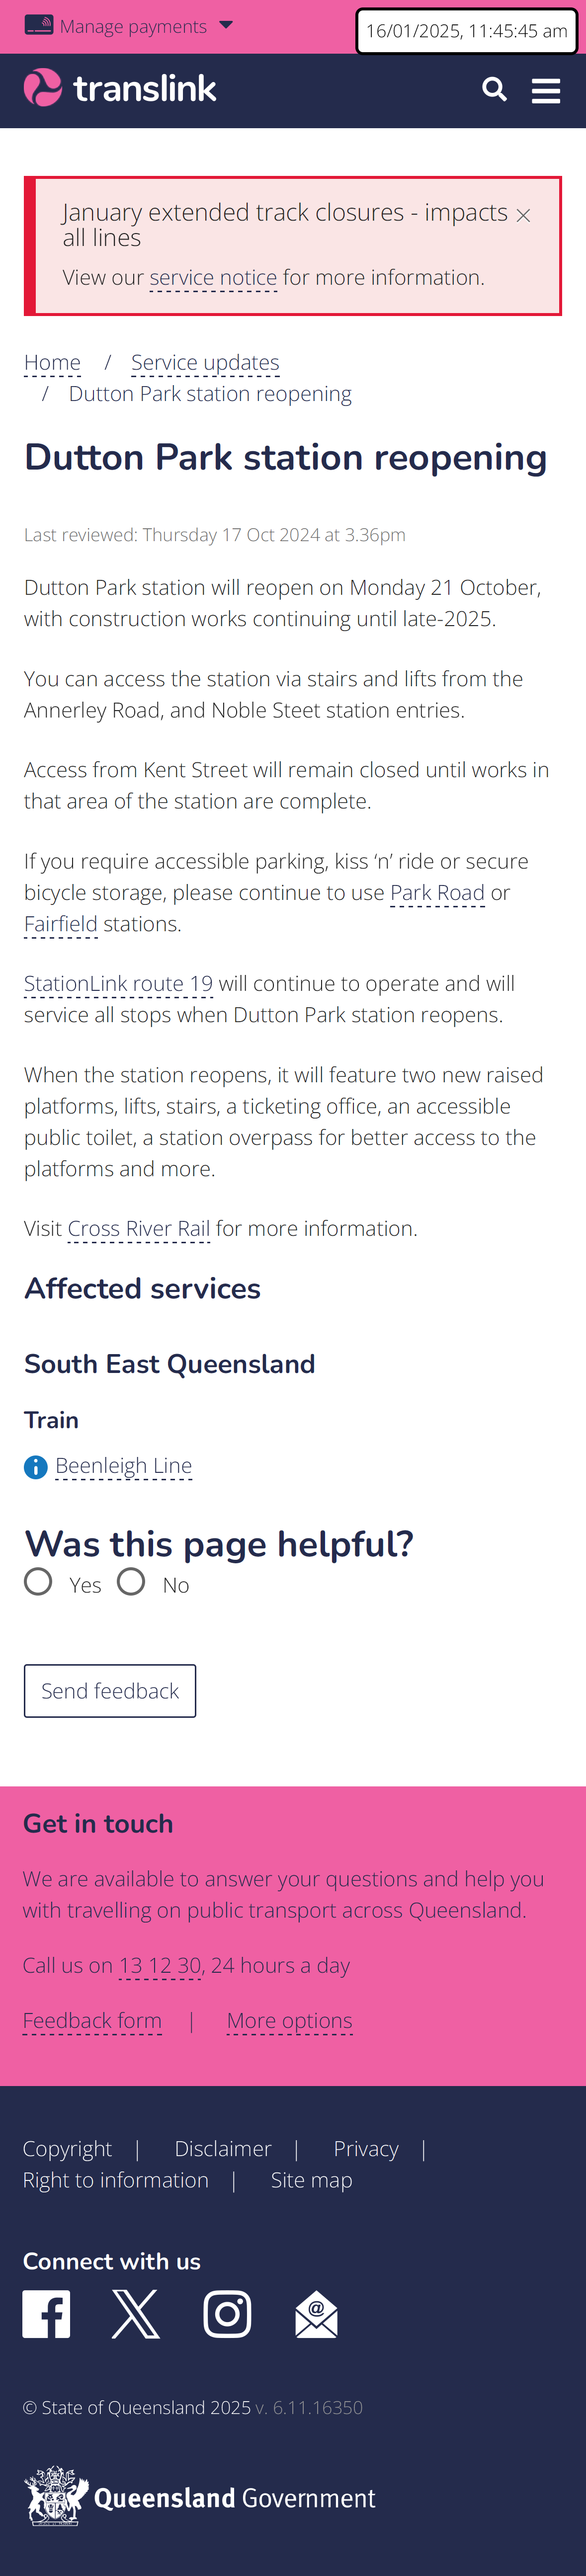 Manage payments
16/01/2025, 11:45:45 am
translink
January extended track closures - impacts
all lines
View our service notice for more information.
Home / Service updates
/ Dutton Park station reopening
Dutton Park station reopening
Last reviewed: Thursday 17 Oct 2024 at 3.36pm
Dutton Park station will reopen on Monday 21 October,
with construction works continuing until late-2025.
You can access the station via stairs and lifts from the
Annerley Road, and Noble Steet station entries.
Access from Kent Street will remain closed until works in
that area of the station are complete.
If you require accessible parking, kiss ‘n’ ride or secure
bicycle storage, please continue to use Park Road or
Fairfield stations.
StationLink route 19 will continue to operate and will
service all stops when Dutton Park station reopens.
When the station reopens, it will feature two new raised
platforms, lifts, stairs, a ticketing office, an accessible
public toilet, a station overpass for better access to the
platforms and more.
Visit Cross River Rail for more information.
Affected services
South East Queensland
Train
Beenleigh Line
Was this page helpful?
Yes No
Send feedback
Get in touch
We are available to answer your questions and help you
with travelling on public transport across Queensland.
Call us on 13 12 30, 24 hours a day
Feedback form | More options
Copyright | Disclaimer | Privacy |
Right to information | Site map
Connect with us
© State of Queensland 2025 v. 6.11.16350
Queensland Government